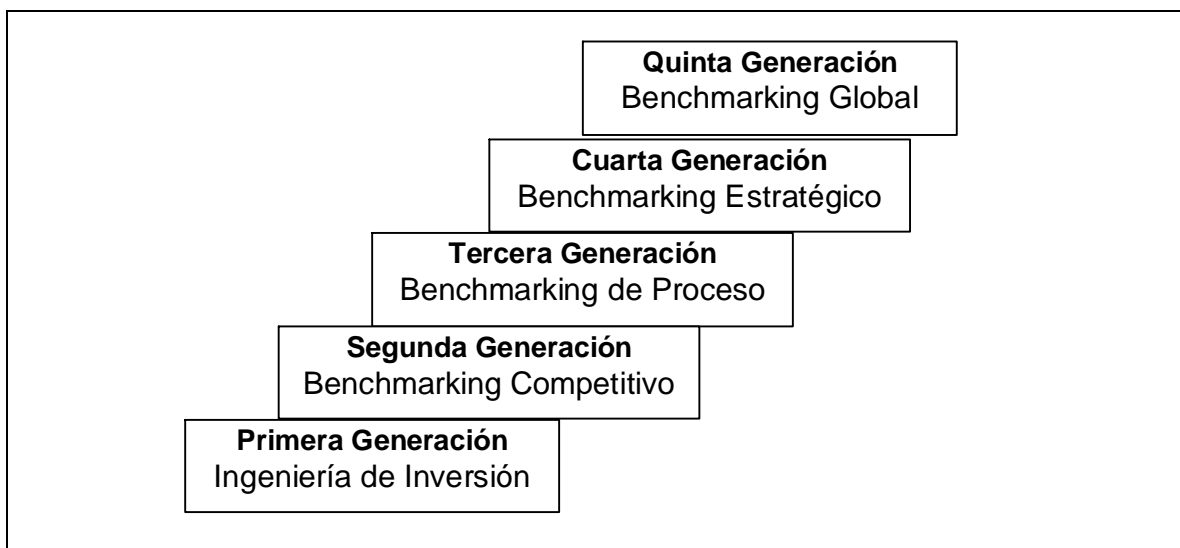 Quinta Generación
Benchmarking Global
Cuarta Generación
Benchmarking Estratégico
Tercera Generación
Benchmarking de Proceso
Segunda Generación
Benchmarking Competitivo
Primera Generación
Ingeniería de Inversión